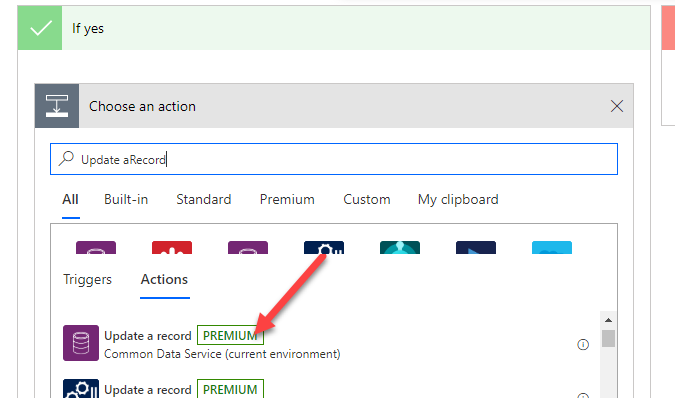 If yes
Choose an action
Update aRecord
All Built-in Standard Premium Custom My clipboard
Triggers Actions
Update a record PREMIUM
Common Data Service (current environment)
Update a record PREMIUM